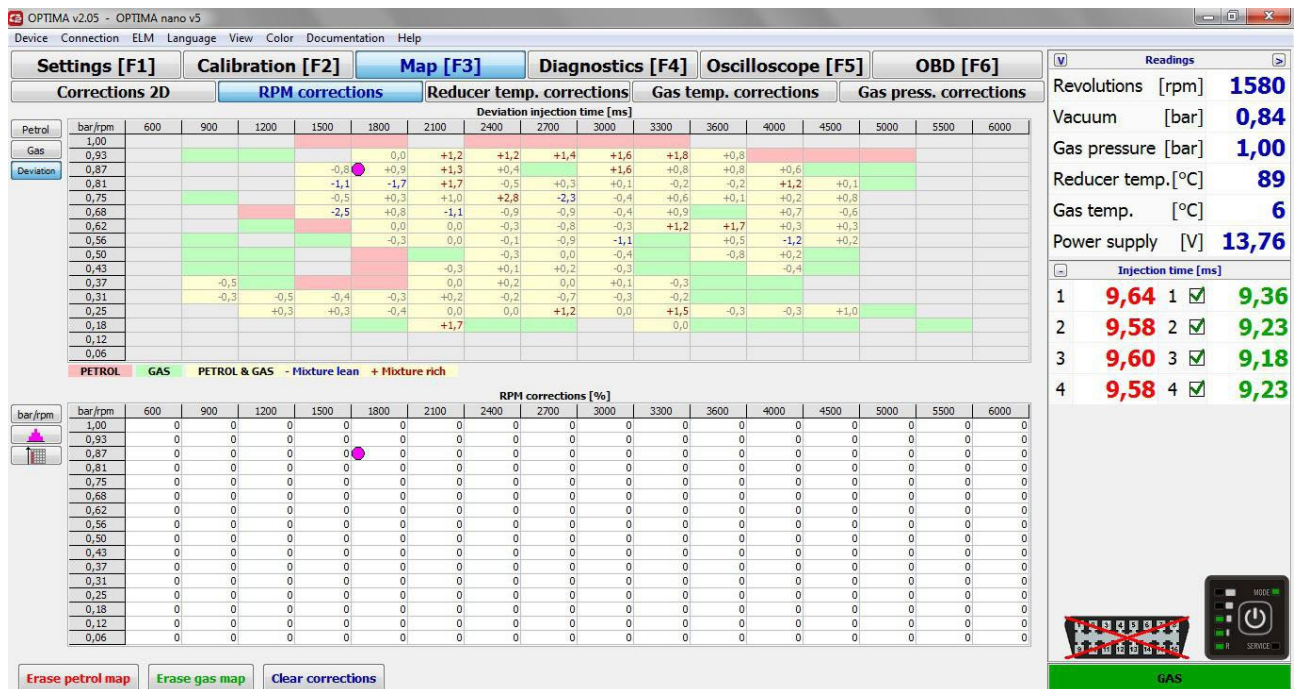 OPTIMA v2.05 - OPTIMA nano v5
Device Connection ELM Language View Color Documentation Help
Settings [F1] Calibration [F2] Map [F3] Diagnostics [F4] Oscilloscope [F5] OBD [F6]
Corrections 2D RPM corrections Reducer temp. corrections Gas temp. corrections Gas press. corrections
Deviation injection time [ms]
Petrol
Gas
Deviation
bar/rpm 600 900 1200 1500 1800 2100 2400 2700 3000 3300 3600 4000 4500 5000 5500 6000
1,00
0,93 0,0 +1,2 +1,2 +1,4 +1,6 +1,8 +0,8
0,87 -0,8 +0,9 +1,3 +0,4 +1,6 +0,8 +0,8 +0,6
0,81 -1,1 -1,7 +1,7 -0,5 +0,3 +0,1 -0,2 -0,2 +1,2 +0,1
0,75 -0,5 +0,3 +1,0 +2,8 -2,3 -0,4 +0,6 +0,1 +0,2 +0,8
0,68 -2,5 +0,8 -1,1 -0,9 -0,9 -0,4 +0,9 +0,7 -0,6
0,62 0,0 0,0 -0,3 -0,8 -0,3 +1,2 +1,7 +0,3 +0,3
0,56 -0,3 0,0 -0,1 -0,9 -1,1 +0,5 -1,2 +0,2
0,50 -0,3 0,0 -0,4 -0,8 +0,2
0,43 -0,3 +0,1 +0,2 -0,3 -0,4
0,37 -0,5 0,0 +0,2 0,0 +0,1 -0,3
0,31 -0,3 -0,5 -0,4 -0,3 +0,2 -0,2 -0,7 -0,3 -0,2
0,25 +0,3 +0,3 -0,4 0,0 0,0 +1,2 0,0 +1,5 -0,3 -0,3 +1,0
0,18 +1,7 0,0
0,12
0,06
PETROL GAS PETROL & GAS - Mixture lean + Mixture rich
RPM corrections [%]
bar/rpm
bar/rpm 600 900 1200 1500 1800 2100 2400 2700 3000 3300 3600 4000 4500 5000 5500 6000
1,00 0 0 0 0 0 0 0 0 0 0 0 0 0 0 0 0
0,93 0 0 0 0 0 0 0 0 0 0 0 0 0 0 0 0
0,87 0 0 0 0 0 0 0 0 0 0 0 0 0 0 0 0
0,81 0 0 0 0 0 0 0 0 0 0 0 0 0 0 0 0
0,75 0 0 0 0 0 0 0 0 0 0 0 0 0 0 0 0
0,68 0 0 0 0 0 0 0 0 0 0 0 0 0 0 0 0
0,62 0 0 0 0 0 0 0 0 0 0 0 0 0 0 0 0
0,56 0 0 0 0 0 0 0 0 0 0 0 0 0 0 0 0
0,50 0 0 0 0 0 0 0 0 0 0 0 0 0 0 0 0
0,43 0 0 0 0 0 0 0 0 0 0 0 0 0 0 0 0
0,37 0 0 0 0 0 0 0 0 0 0 0 0 0 0 0 0
0,31 0 0 0 0 0 0 0 0 0 0 0 0 0 0 0 0
0,25 0 0 0 0 0 0 0 0 0 0 0 0 0 0 0 0
0,18 0 0 0 0 0 0 0 0 0 0 0 0 0 0 0 0
0,12 0 0 0 0 0 0 0 0 0 0 0 0 0 0 0 0
0,06 0 0 0 0 0 0 0 0 0 0 0 0 0 0 0 0
Erase petrol map Erase gas map Clear corrections
Readings
Revolutions [rpm] 1580
Vacuum [bar] 0,84
Gas pressure [bar] 1,00
Reducer temp.[°C] 89
Gas temp. [°C] 6
Power supply [V] 13,76
Injection time [ms]
1 9,64 1 9,36
2 9,58 2 9,23
3 9,60 3 9,18
4 9,58 4 9,23
MODE
R SERVICE
GAS